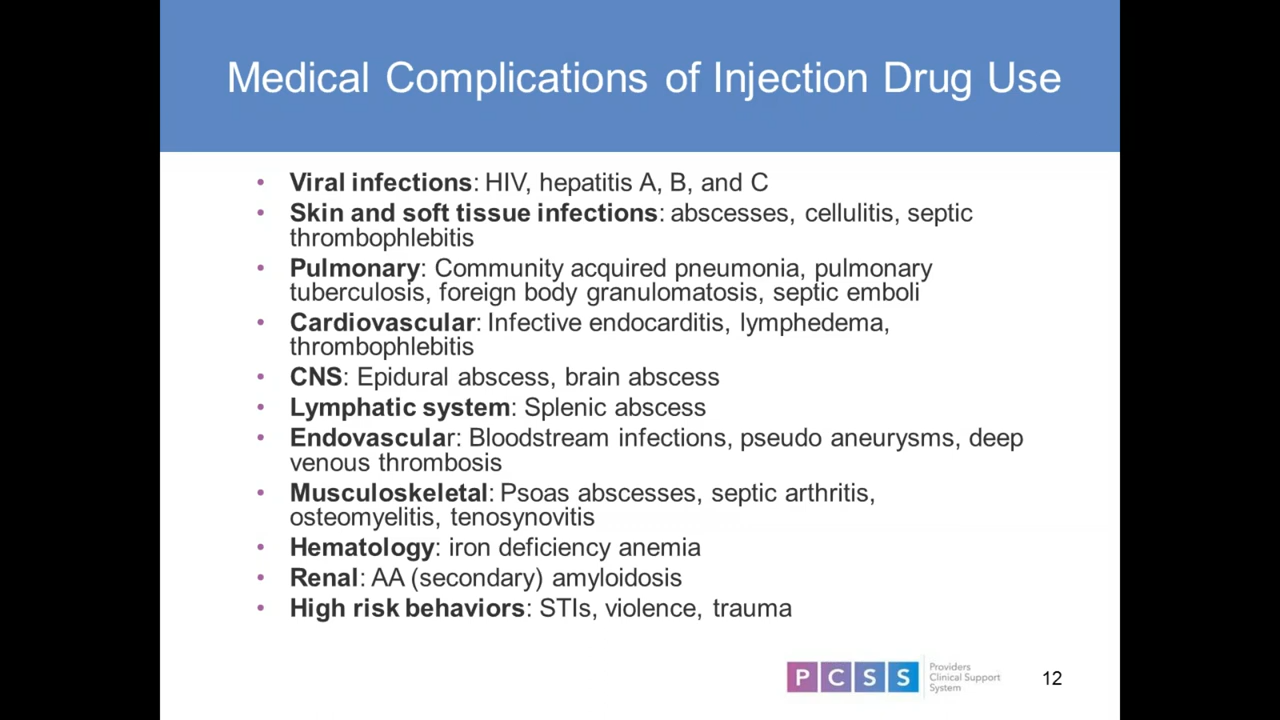 Medical Complications of Injection Drug Use
• Viral infections: HIV, hepatitis A, B, and C
• Skin and soft tissue infections: abscesses, cellulitis, septic
thrombophlebitis
• Pulmonary: Community acquired pneumonia, pulmonary
tuberculosis, foreign body granulomatosis, septic emboli
• Cardiovascular: Infective endocarditis, lymphedema,
thrombophlebitis
• CNS: Epidural abscess, brain abscess
• Lymphatic system: Splenic abscess
• Endovascular: Bloodstream infections, pseudo aneurysms, deep
venous thrombosis
• Musculoskeletal: Psoas abscesses, septic arthritis,
osteomyelitis, tenosynovitis
• Hematology: iron deficiency anemia
• Renal: AA (secondary) amyloidosis
• High risk behaviors: STIs, violence, trauma
PCSS
Providers
Clinical Support
System
12